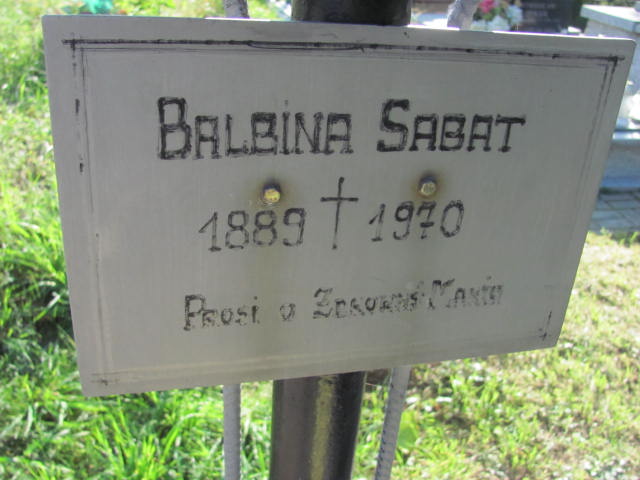 BALBINA SABAT
1889 † 1970
PROSI O ZDROWAŚ MARIA